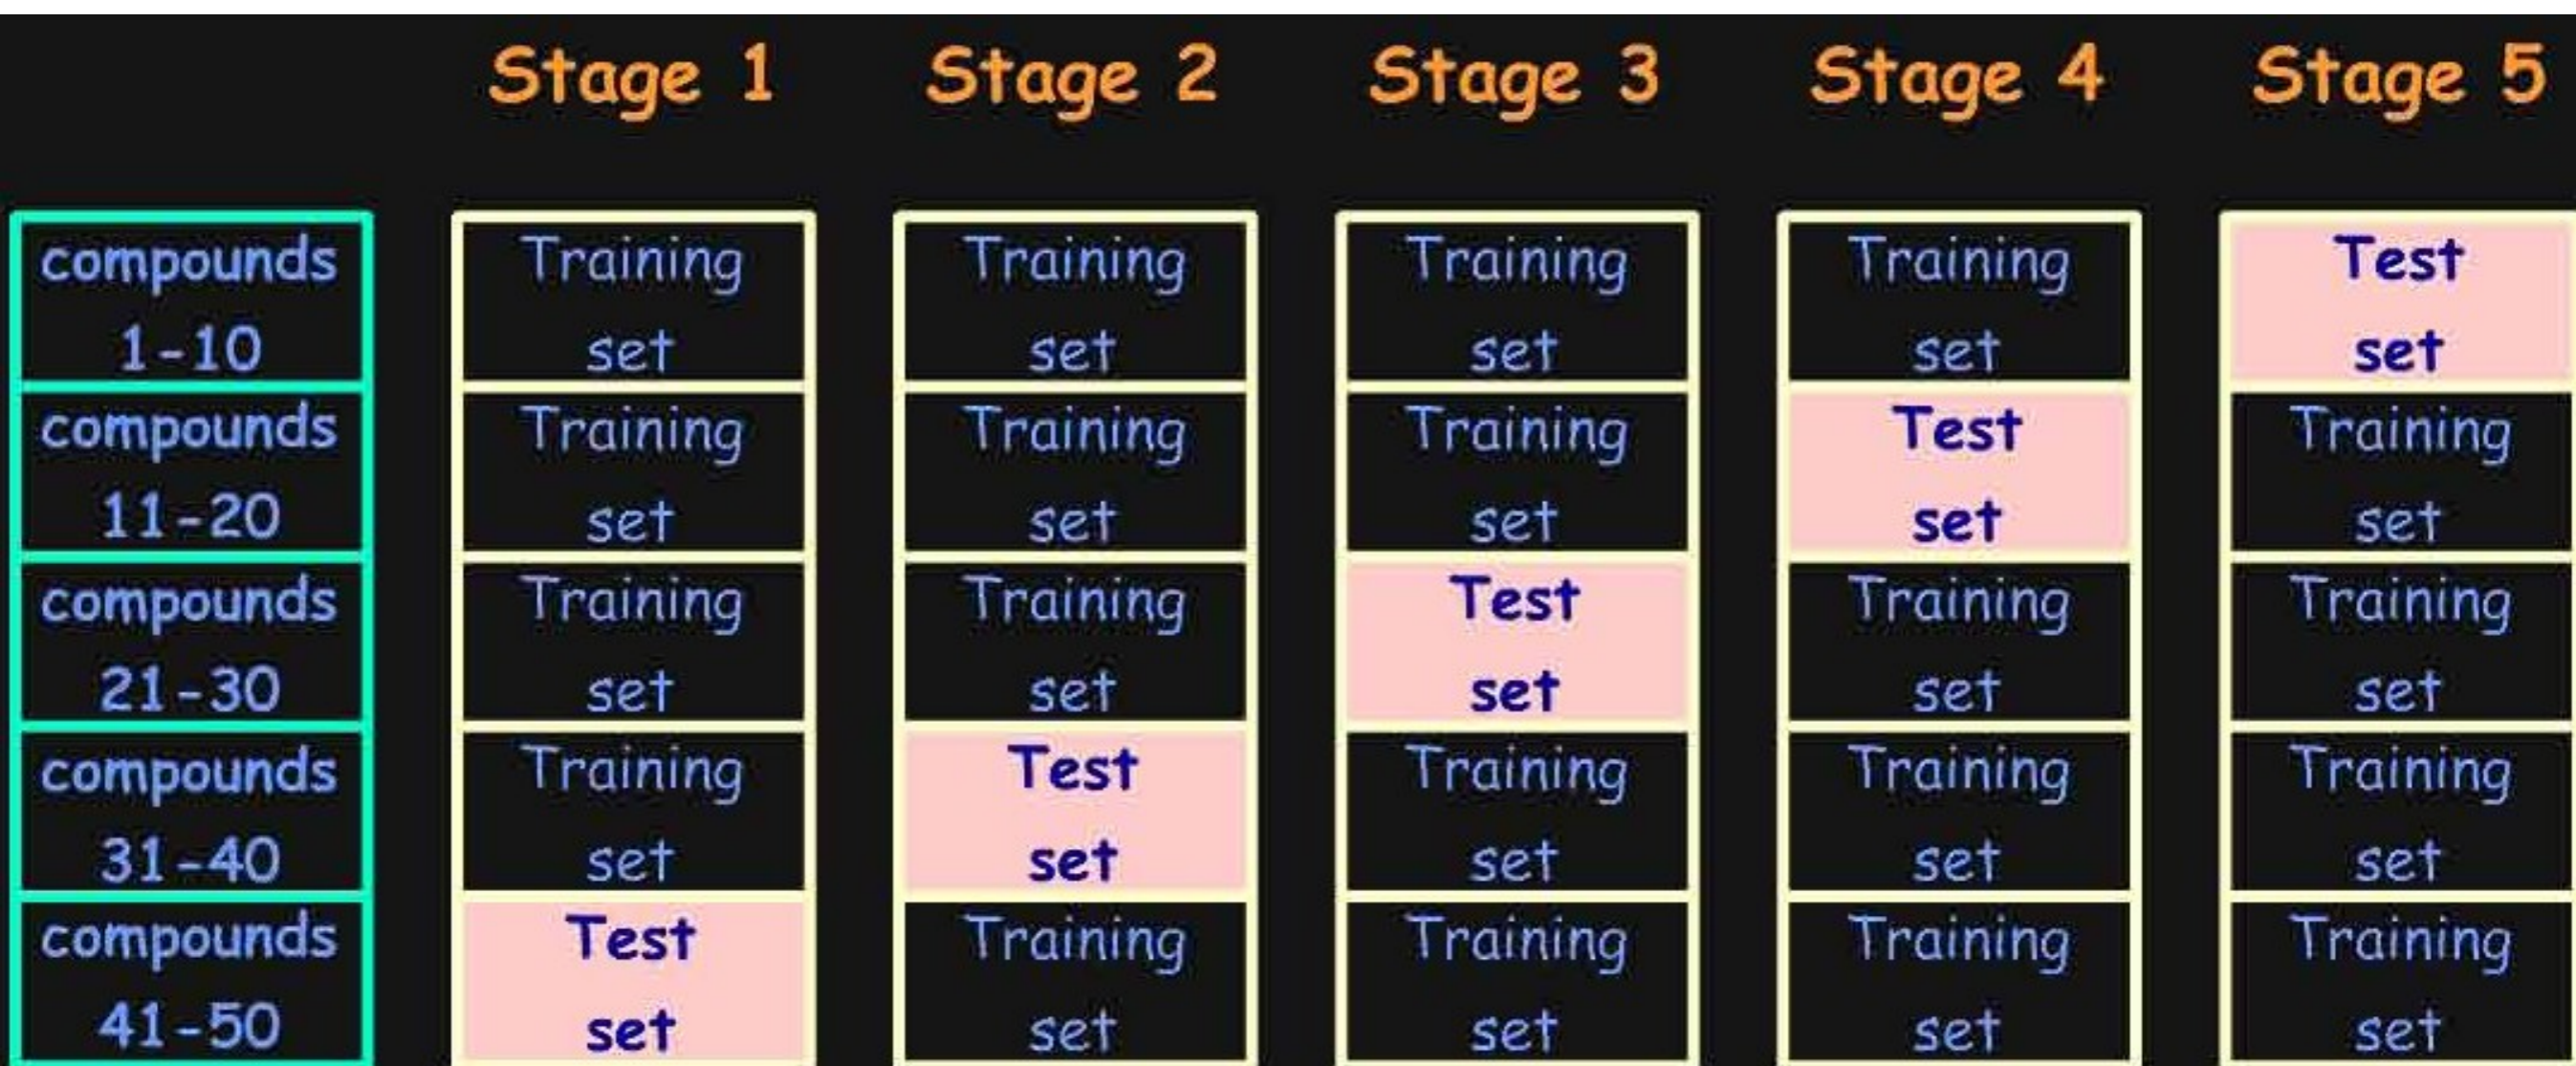 Stage 1 Stage 2 Stage 3 Stage 4 Stage 5
compounds Training Training Training Training Test
1-10 set set set set set
compounds Training Training Training Test Training
11-20 set set set set set
compounds Training Training Test Training Training
21-30 set set set set set
compounds Training Test Training Training Training
31-40 set set set set set
compounds Test Training Training Training Training
41-50 set set set set set